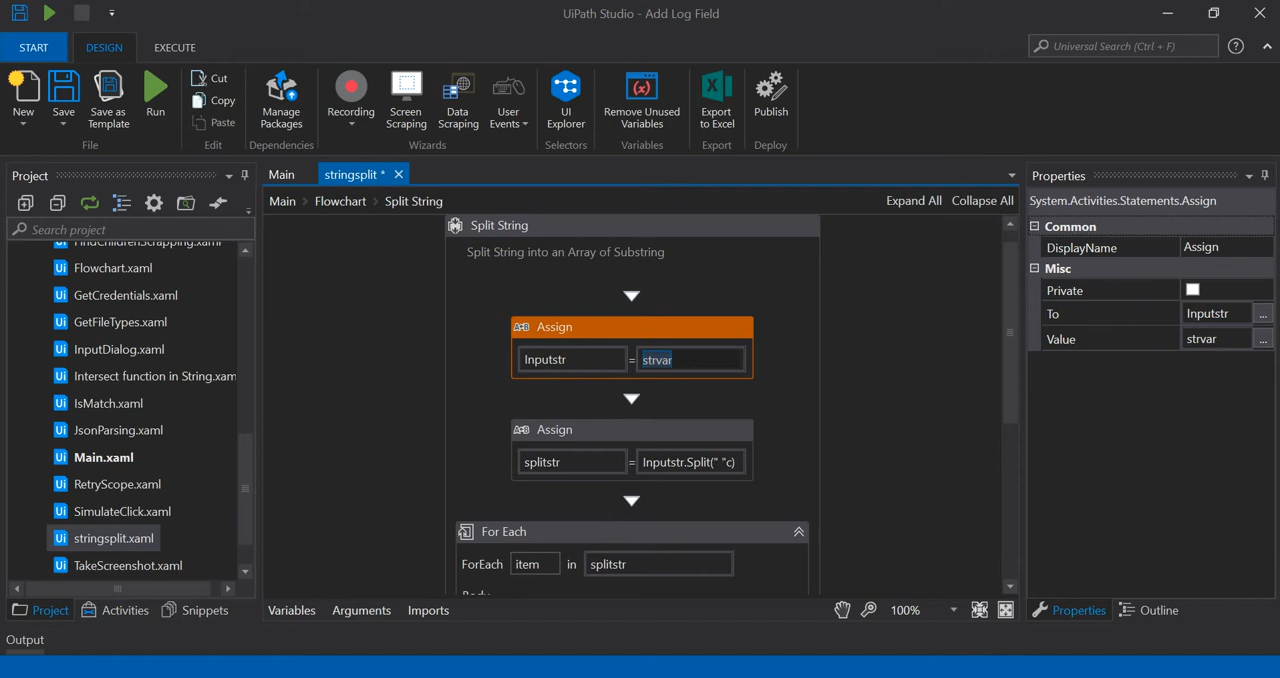 UiPath Studio - Add Log Field
START
DESIGN
EXECUTE
Universal Search (Ctrl + F)
New
Save
Save as Template
Run
Cut
Copy
Paste
Manage Packages
Recording
Screen Scraping
Data Scraping
User Events
UI Explorer
Remove Unused Variables
Export to Excel
Publish
File
Edit
Dependencies
Wizards
Selectors
Variables
Export
Deploy
Project
Search project
FindChildrenScrapping.xaml
Flowchart.xaml
GetCredentials.xaml
GetFileTypes.xaml
InputDialog.xaml
Intersect function in String.xam
IsMatch.xaml
JsonParsing.xaml
Main.xaml
RetryScope.xaml
SimulateClick.xaml
stringsplit.xaml
TakeScreenshot.xaml
Project
Activities
Snippets
Main
stringsplit *
Main > Flowchart > Split String
Expand All
Collapse All
Split String
Split String into an Array of Substring
A+B Assign
Inputstr = strvar
A+B Assign
splitstr = Inputstr.Split(" "c)
For Each
ForEach item in splitstr
Body
Variables
Arguments
Imports
100%
Properties
System.Activities.Statements.Assign
Common
DisplayName Assign
Misc
Private
To Inputstr ...
Value strvar ...
Properties
Outline
Output